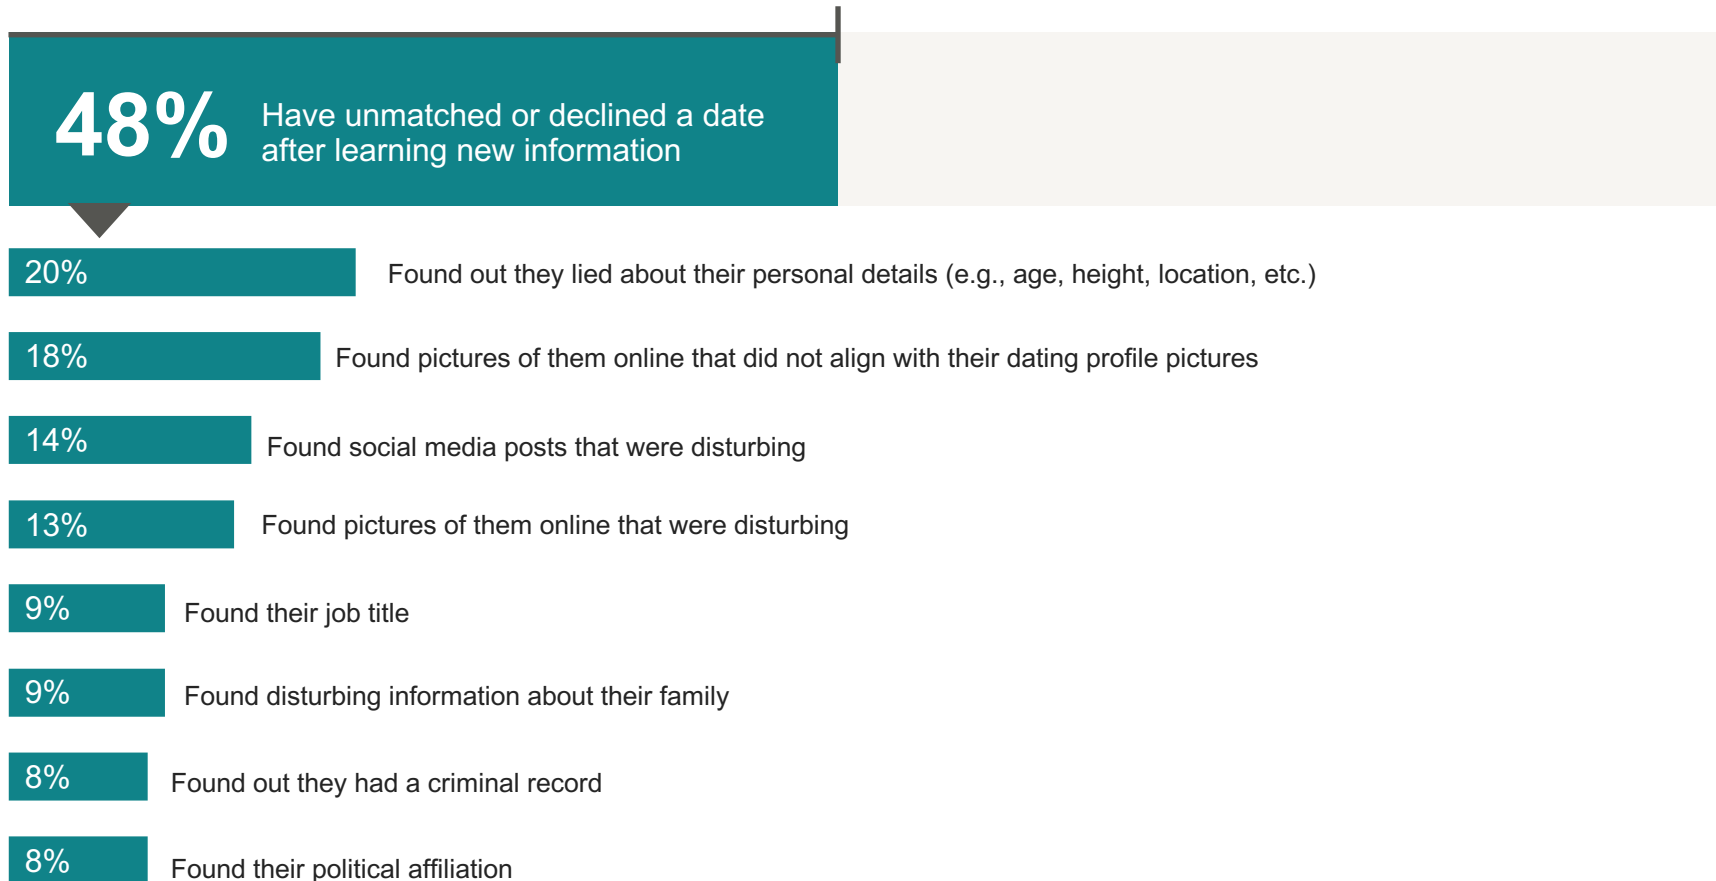 48%
Have unmatched or declined a date
after learning new information
20% Found out they lied about their personal details (e.g., age, height, location, etc.)
18% Found pictures of them online that did not align with their dating profile pictures
14% Found social media posts that were disturbing
13% Found pictures of them online that were disturbing
9% Found their job title
9% Found disturbing information about their family
8% Found out they had a criminal record
8% Found their political affiliation